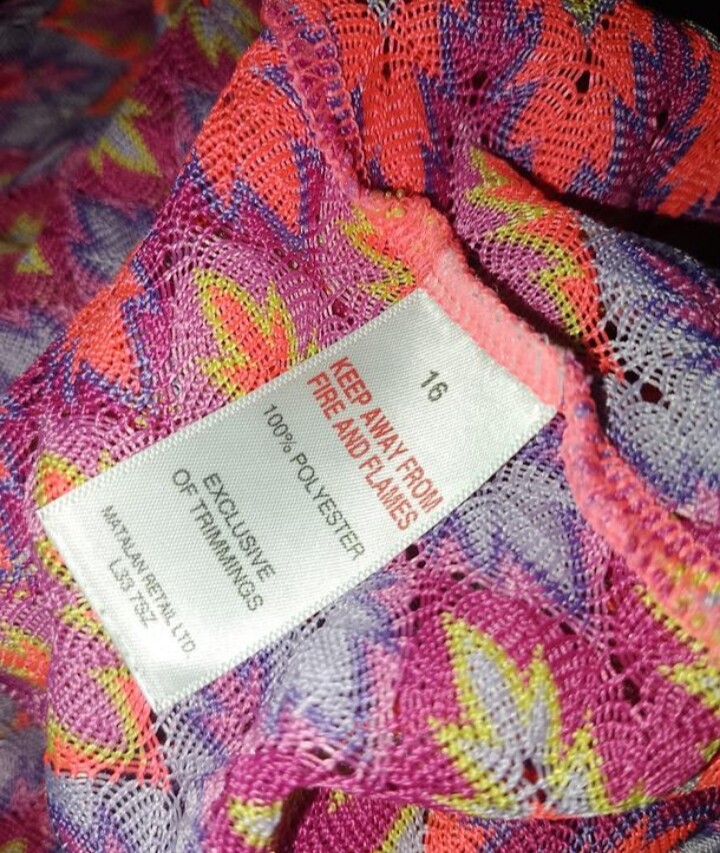 16
KEEP AWAY FROM
FIRE AND FLAMES
100% POLYESTER
EXCLUSIVE
OF TRIMMINGS
MATALAN RETAIL LTD.
L33 7SZ